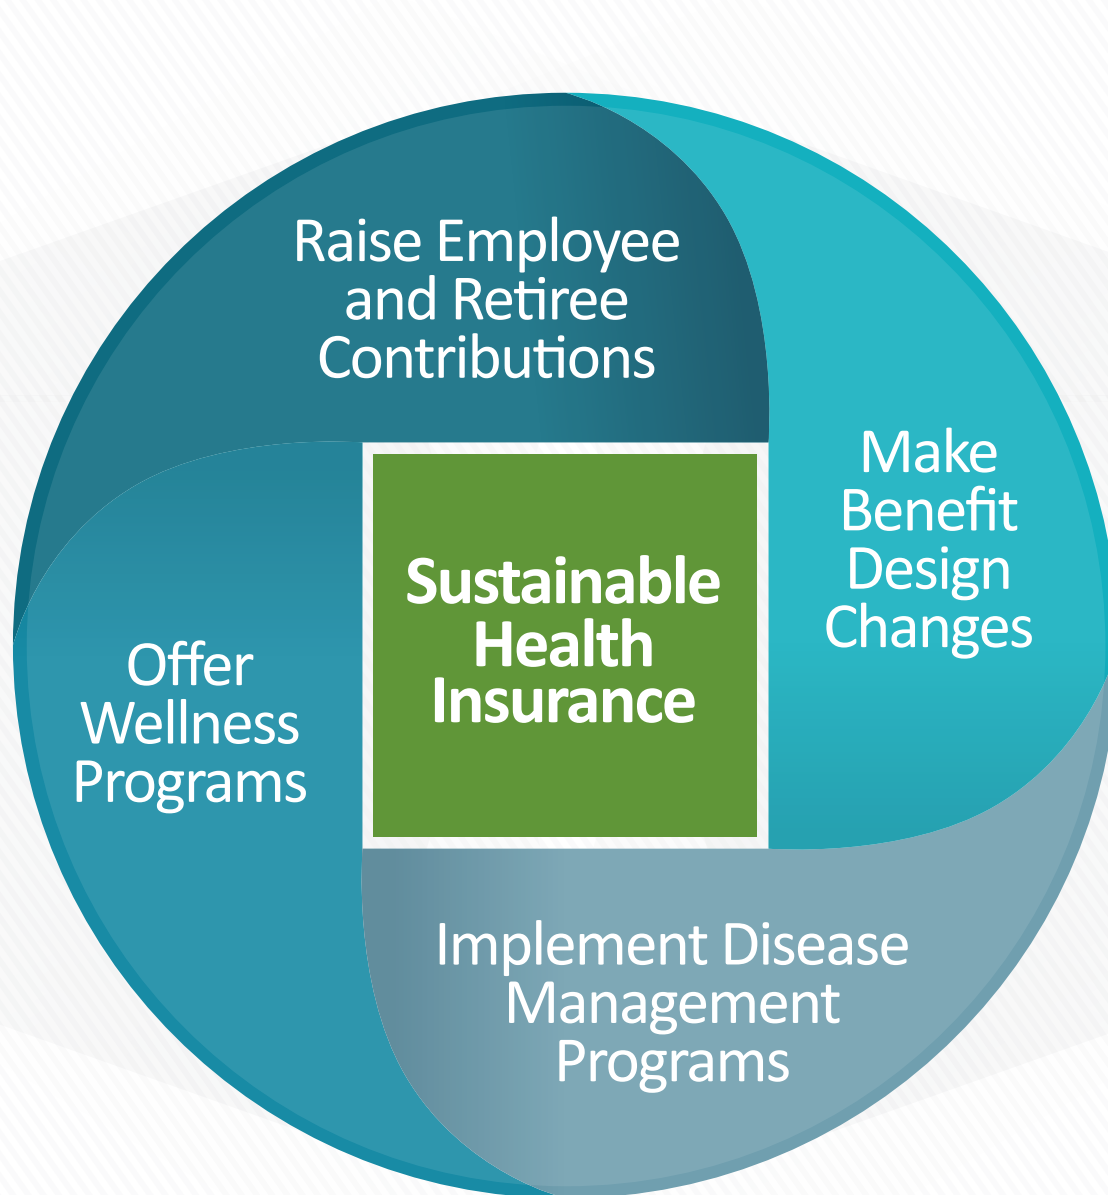 Raise Employee
and Retiree
Contributions
Make
Benefit
Design
Changes
Sustainable
Health
Insurance
Offer
Wellness
Programs
Implement Disease
Management
Programs